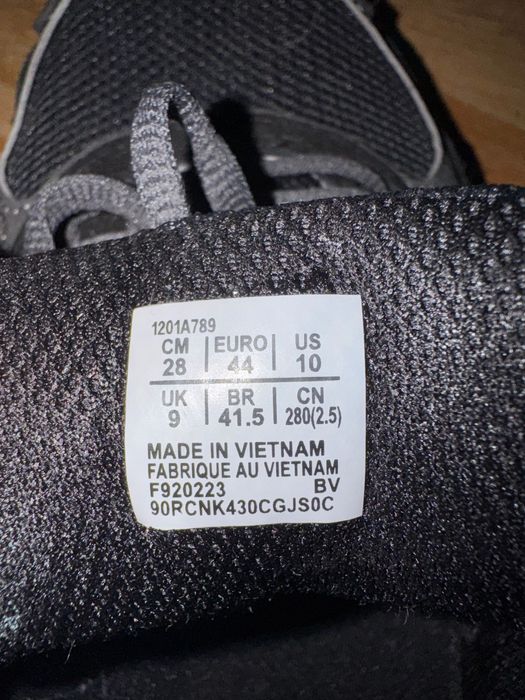 1201A789
CM EURO US
28 44 10
UK BR CN
9 41.5 280(2.5)
MADE IN VIETNAM
FABRIQUE AU VIETNAM
F920223 BV
90RCNK430CGJS0C